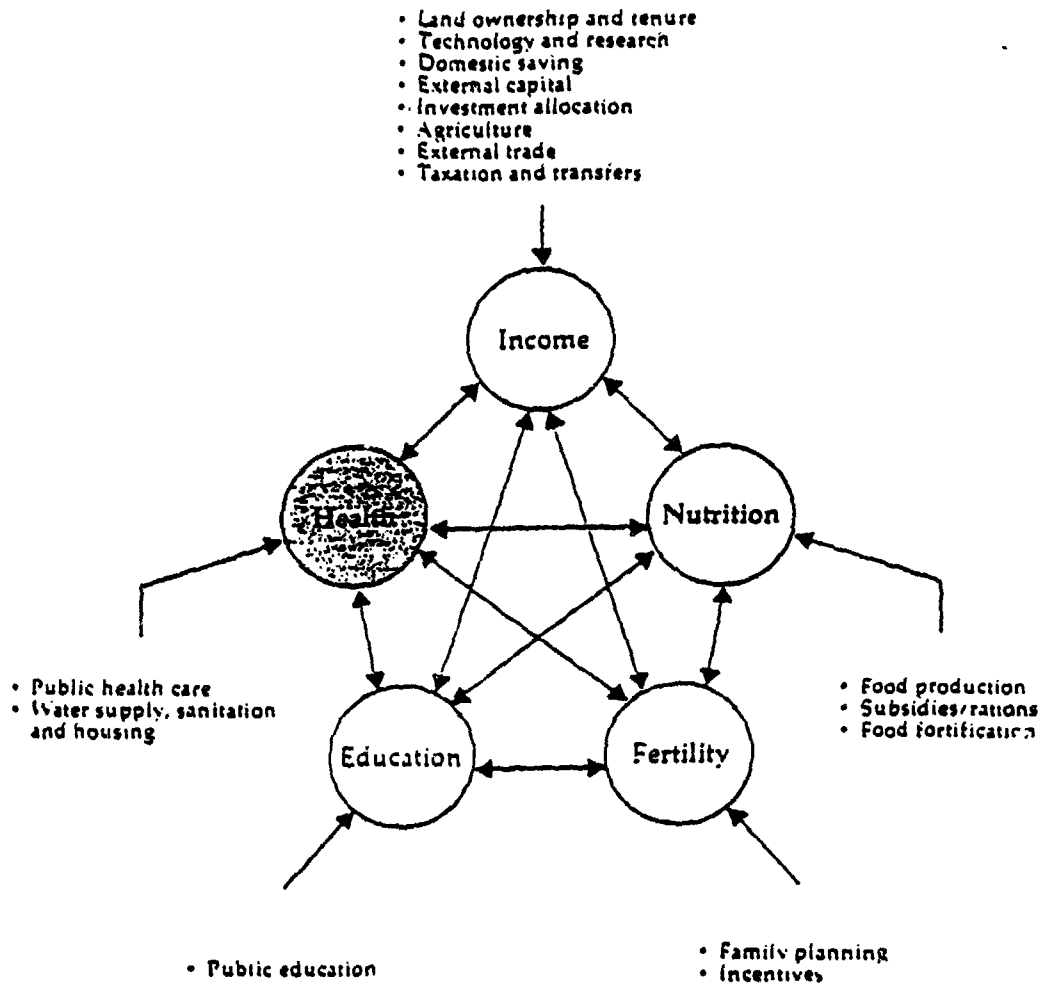 • Land ownership and tenure
• Technology and research
• Domestic saving
• External capital
• Investment allocation
• Agriculture
• External trade
• Taxation and transfers
Income
Health
Nutrition
• Public health care
• Water supply, sanitation
and housing
• Food production
• Subsidies/rations
• Food fortification
Education
Fertility
• Public education
• Family planning
• Incentives